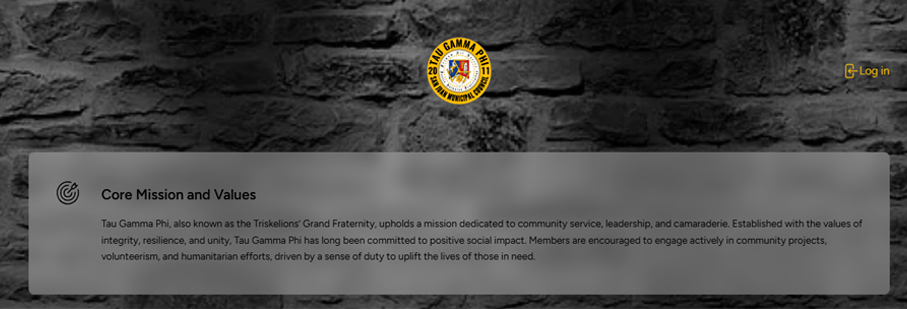 TAU GAMMA PHI
SAN JUAN MUNICIPAL COUNCIL
Log in
Core Mission and Values
Tau Gamma Phi, also known as the Triskelions' Grand Fraternity, upholds a mission dedicated to community service, leadership, and camaraderie. Established with the values of
integrity, resilience, and unity, Tau Gamma Phi has long been committed to positive social impact. Members are encouraged to engage actively in community projects,
volunteerism, and humanitarian efforts, driven by a sense of duty to uplift the lives of those in need.